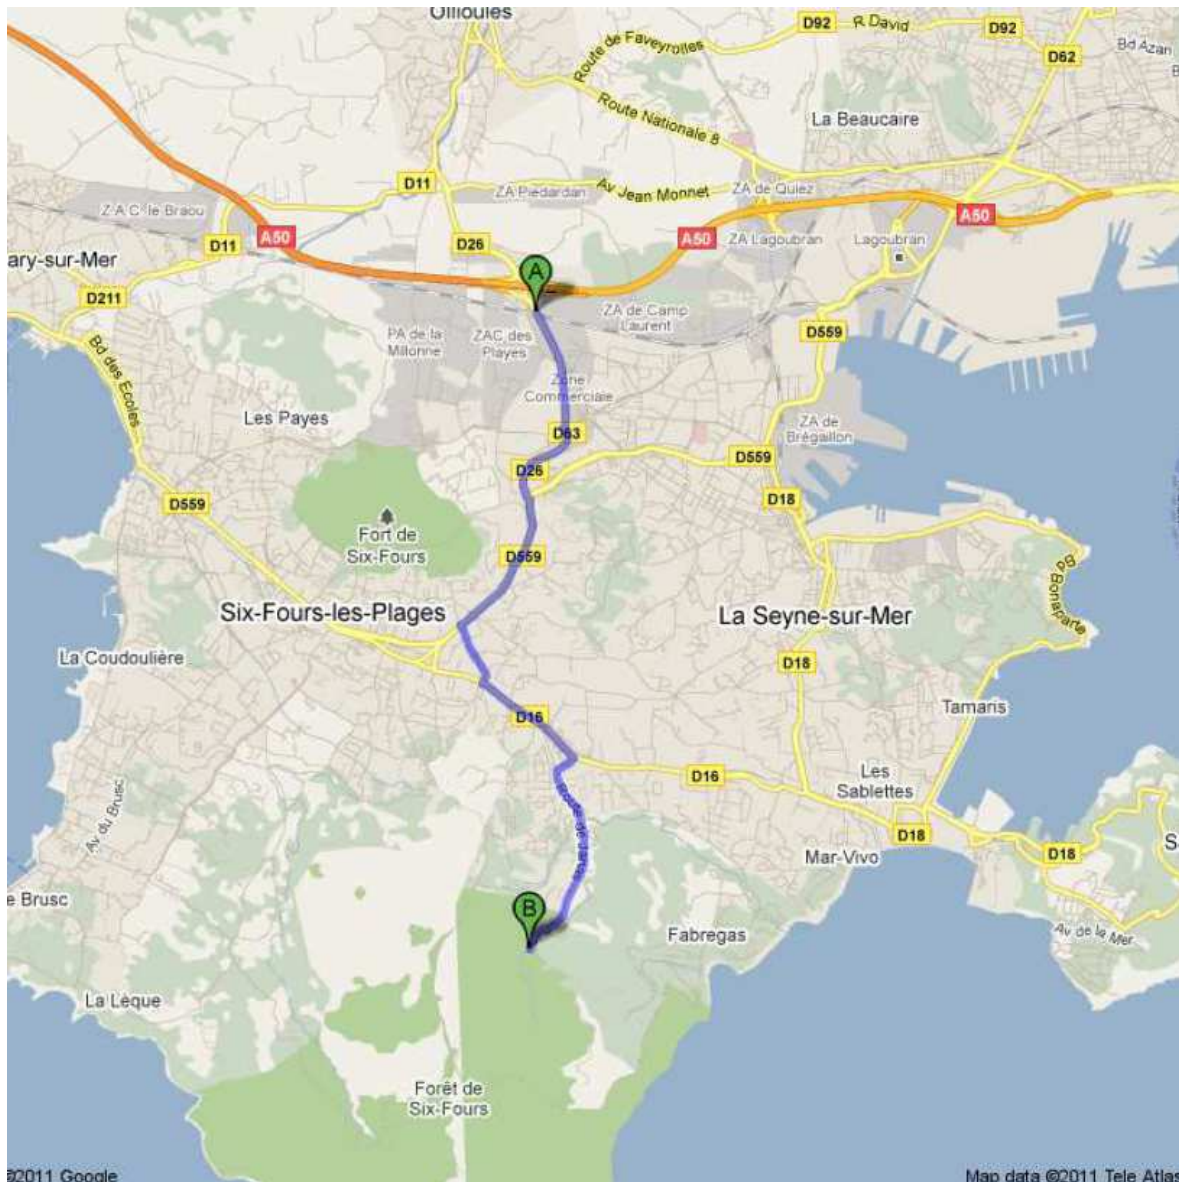 Ollioules
D92
R David
D92
Bd Azan
D62
Route de Faveyrolles
Route Nationale 8
La Beaucaire
D11
ZA Piédardan
Av Jean Monnet
ZA de Quiez
Z A C. le Braou
D11
A50
D26
A50
ZA Lagoubran
Lagoubran
A50
ary-sur-Mer
D211
A
ZA de Camp
Laurent
PA de la
Millonne
ZAC des
Playes
D559
Bd des Ecoles
Zone
Commerciale
Les Payes
D63
ZA de
Brégaillon
D26
D559
D559
D18
Fort de
Six-Fours
D559
Bd Bonaparte
Six-Fours-les-Plages
La Seyne-sur-Mer
La Coudoulière
D18
Tamaris
D16
D16
Les
Sablettes
Av du Brusc
Route de Janas
D18
Mar-Vivo
D18
S
e Brusc
B
Fabregas
Av de la Mer
La Lèque
Forêt de
Six-Fours
©2011 Google
Map data ©2011 Tele Atlas